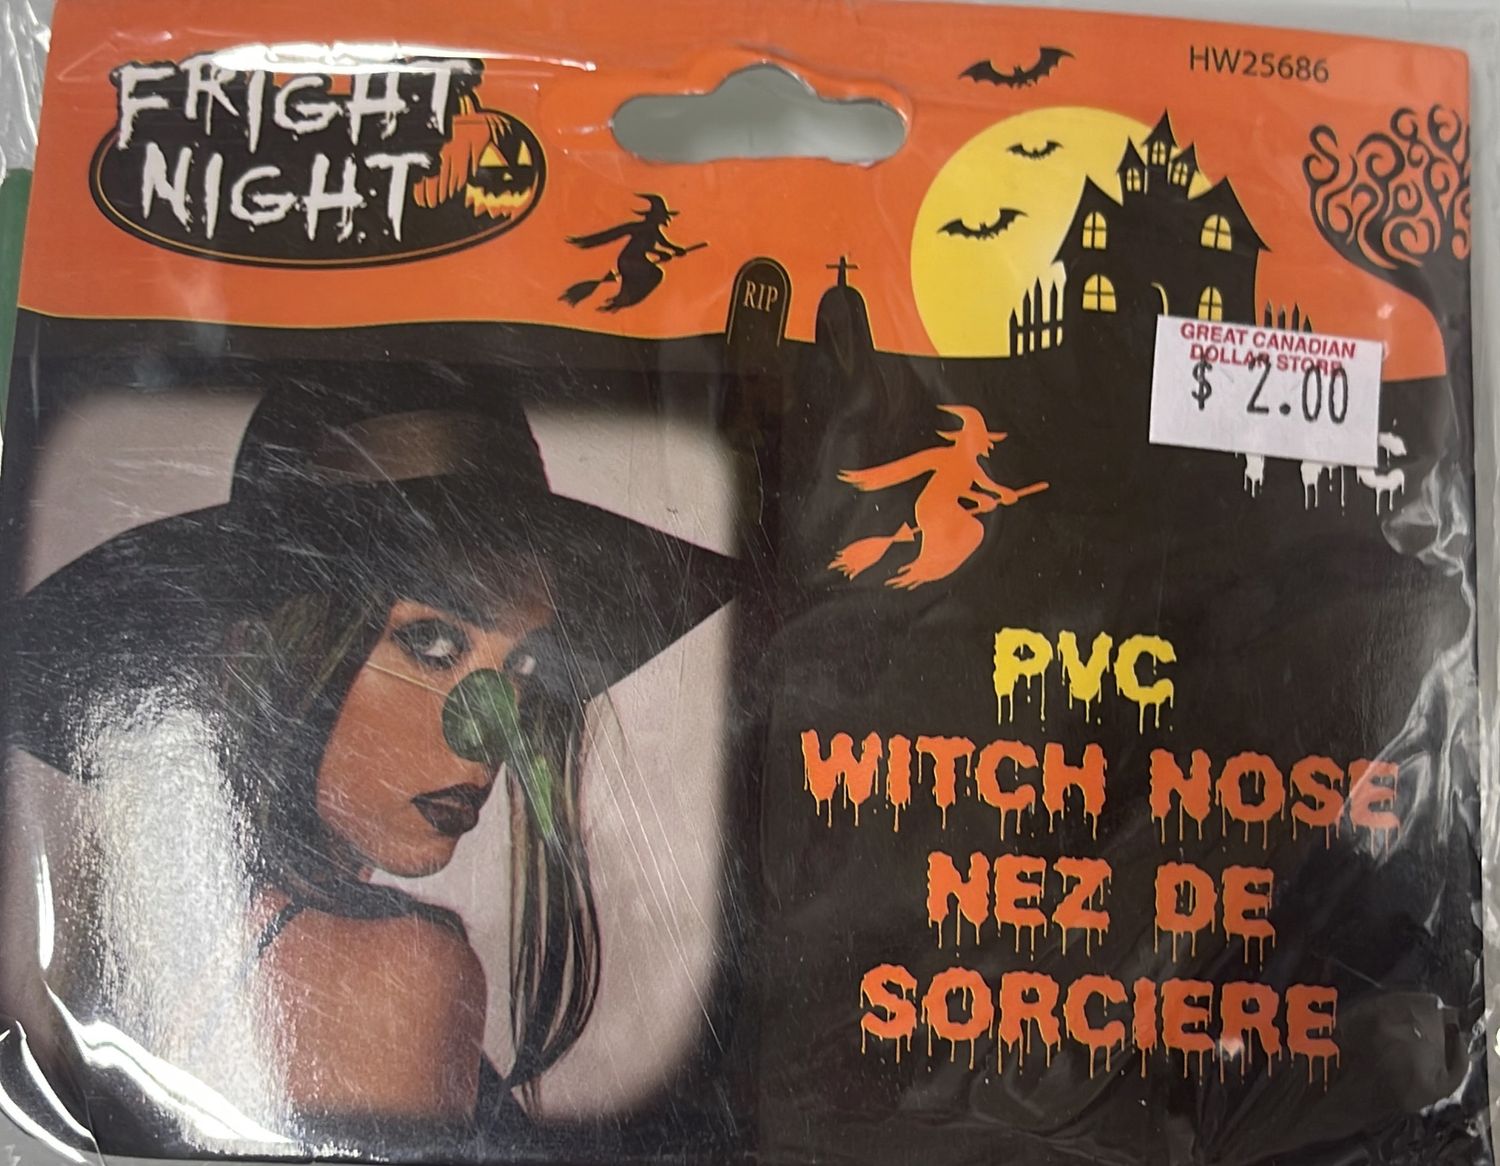 FRIGHT
NIGHT
HW25686
RIP
GREAT CANADIAN
DOLLAR STORE
$ 2.00
PVC
WITCH NOSE
NEZ DE
SORCIERE